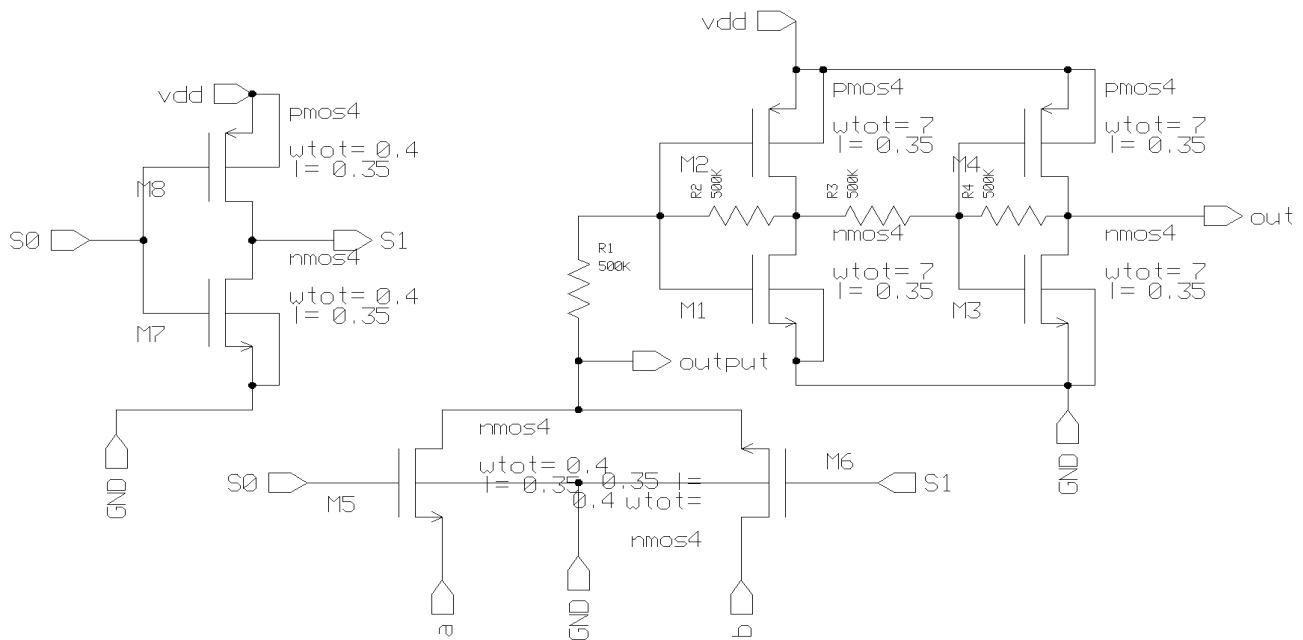 vdd
pmos4
wtot= 0.4
l= 0.35
M8
S0
S1
nmos4
wtot= 0.4
l= 0.35
M7
GND
vdd
pmos4
wtot= 7
l= 0.35
M2
R2
500K
R3
500K
pmos4
wtot= 7
l= 0.35
M4
R4
500K
out
R1
500K
nmos4
wtot= 7
l= 0.35
M1
nmos4
wtot= 7
l= 0.35
M3
output
GND
nmos4
wtot= 0.4
l= 0.35
S0
M5
0.35 l=
0.4 wtot=
nmos4
M6
S1
a
GND
b